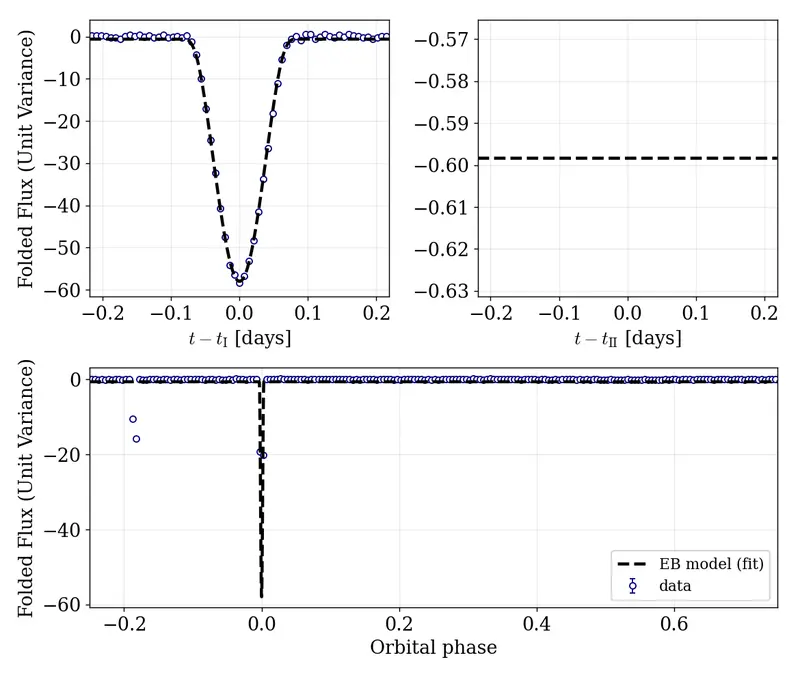 Folded Flux (Unit Variance)
0
−10
−20
−30
−40
−50
−60
−0.2 −0.1 0.0 0.1 0.2
t − t_I [days]
−0.57
−0.58
−0.59
−0.60
−0.61
−0.62
−0.63
−0.2 −0.1 0.0 0.1 0.2
t − t_II [days]
Folded Flux (Unit Variance)
0
−20
−40
−60
−0.2 0.0 0.2 0.4 0.6
Orbital phase
EB model (fit)
data